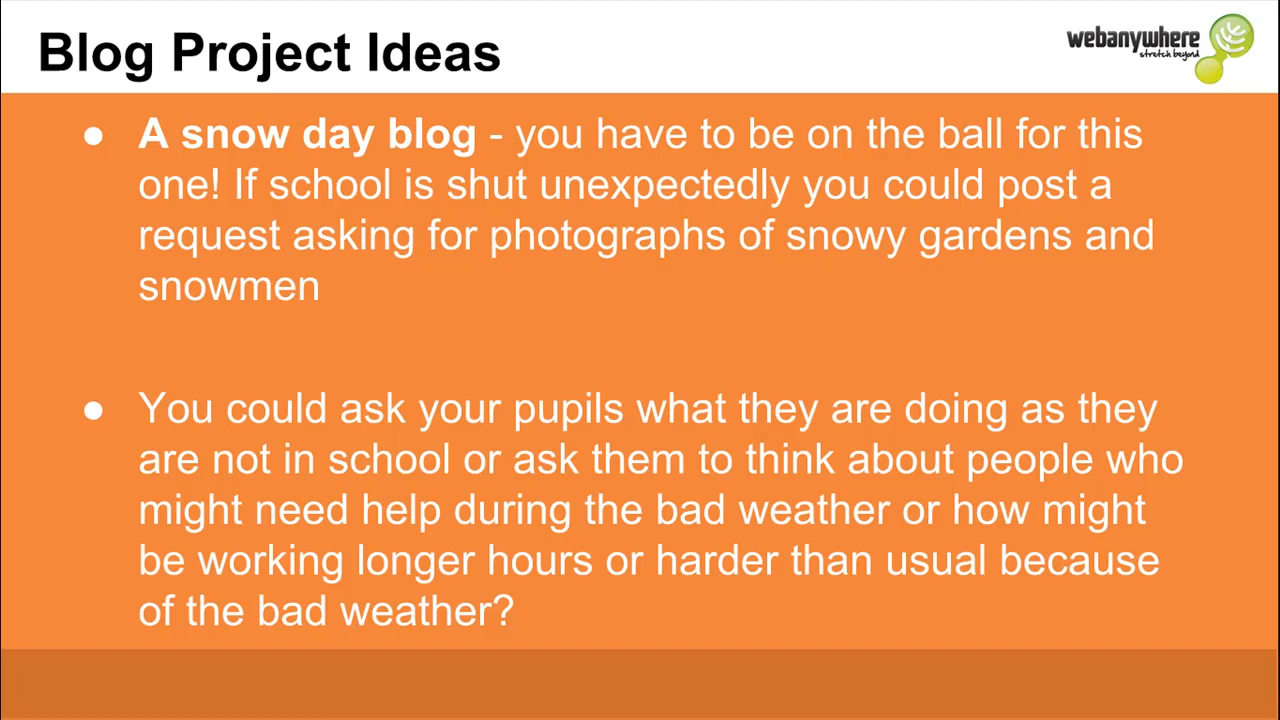 Blog Project Ideas
webanywhere
stretch beyond
● A snow day blog - you have to be on the ball for this
one! If school is shut unexpectedly you could post a
request asking for photographs of snowy gardens and
snowmen
● You could ask your pupils what they are doing as they
are not in school or ask them to think about people who
might need help during the bad weather or how might
be working longer hours or harder than usual because
of the bad weather?